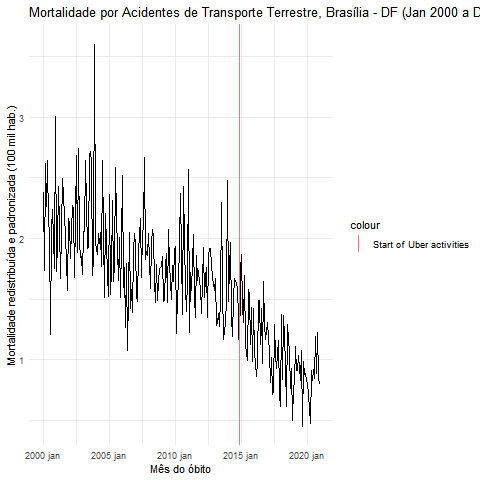 Mortalidade por Acidentes de Transporte Terrestre, Brasília - DF (Jan 2000 a D
Mortalidade redistribuída e padronizada (100 mil hab.)
3
2
1
2000 jan
2005 jan
2010 jan
2015 jan
2020 jan
Mês do óbito
colour
Start of Uber activities